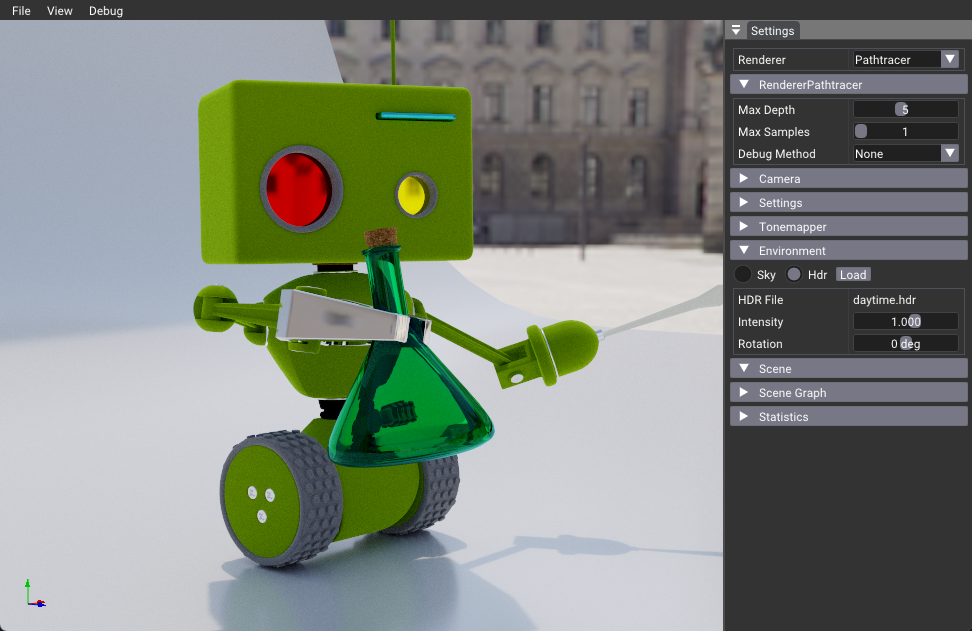 File View Debug
Settings
Renderer Pathtracer
RendererPathtracer
Max Depth 5
Max Samples 1
Debug Method None
Camera
Settings
Tonemapper
Environment
Sky Hdr Load
HDR File daytime.hdr
Intensity 1.000
Rotation 0 deg
Scene
Scene Graph
Statistics